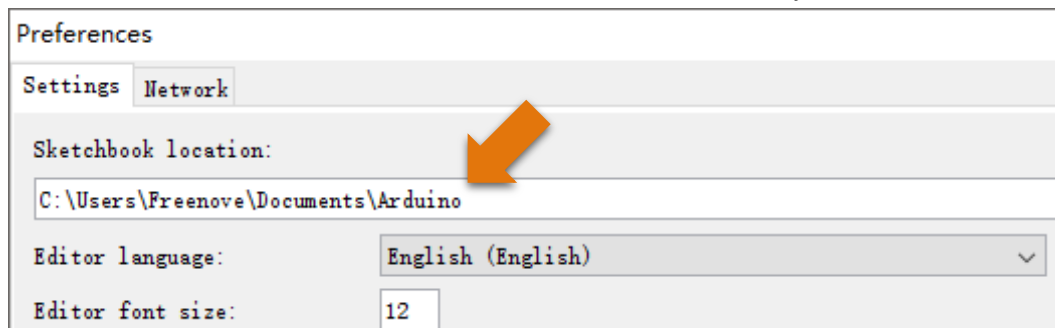 Preferences
Settings Network
Sketchbook location:
C:\Users\Freenove\Documents\Arduino
Editor language: English (English)
Editor font size: 12